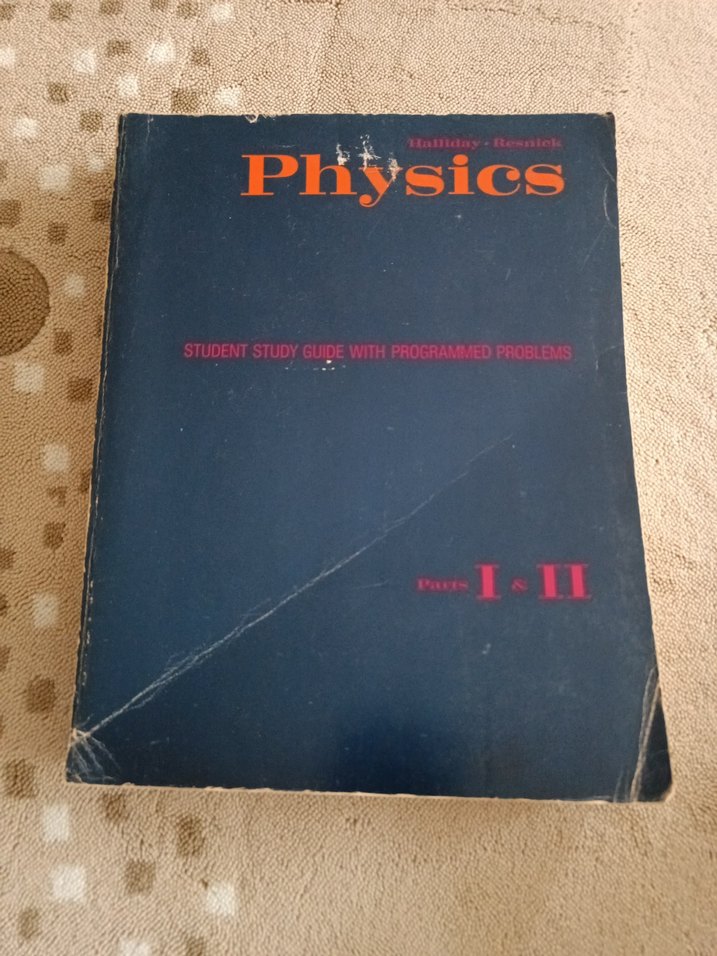 Halliday · Resnick
Physics
STUDENT STUDY GUIDE WITH PROGRAMMED PROBLEMS
Parts I & II